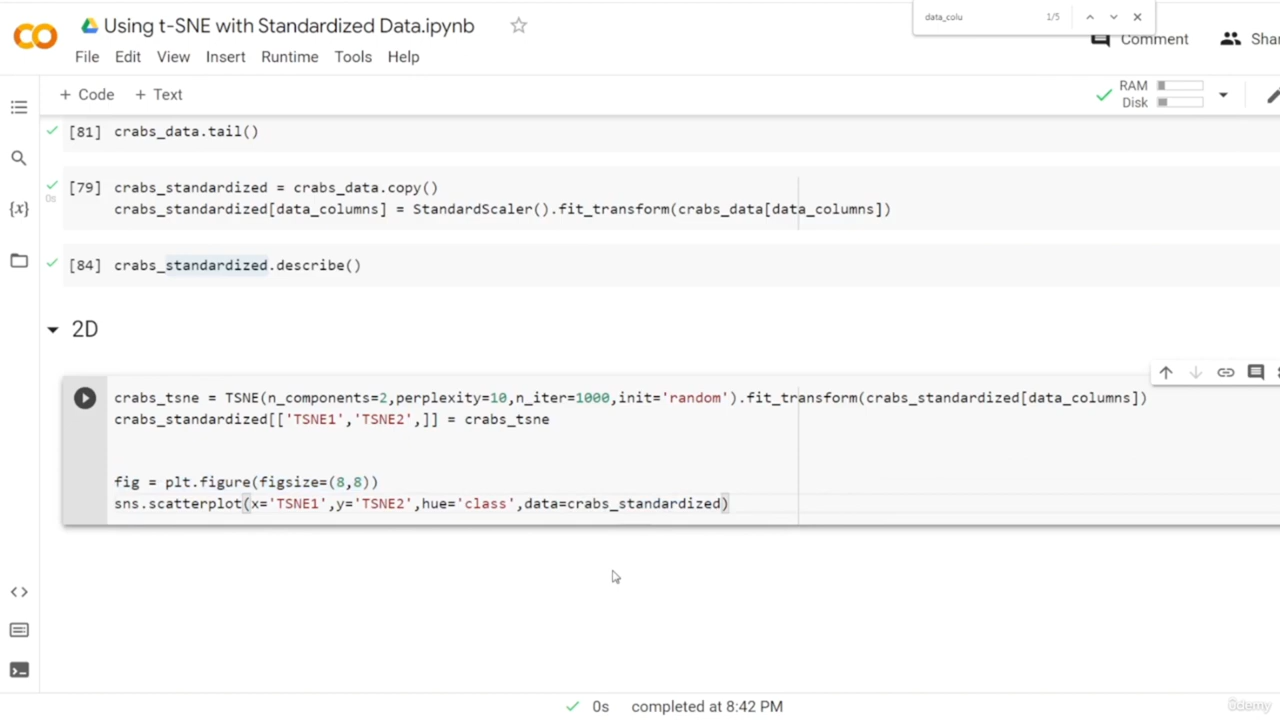 data_colu 1/5
CO Using t-SNE with Standardized Data.ipynb
File Edit View Insert Runtime Tools Help
Comment Shar
+ Code + Text
RAM
Disk
[81] crabs_data.tail()
[79] crabs_standardized = crabs_data.copy()
0s
crabs_standardized[data_columns] = StandardScaler().fit_transform(crabs_data[data_columns])
{x}
[84] crabs_standardized.describe()
2D
crabs_tsne = TSNE(n_components=2,perplexity=10,n_iter=1000,init='random').fit_transform(crabs_standardized[data_columns])
crabs_standardized[['TSNE1','TSNE2',]] = crabs_tsne
fig = plt.figure(figsize=(8,8))
sns.scatterplot(x='TSNE1',y='TSNE2',hue='class',data=crabs_standardized)
0s completed at 8:42 PM
ûdemy